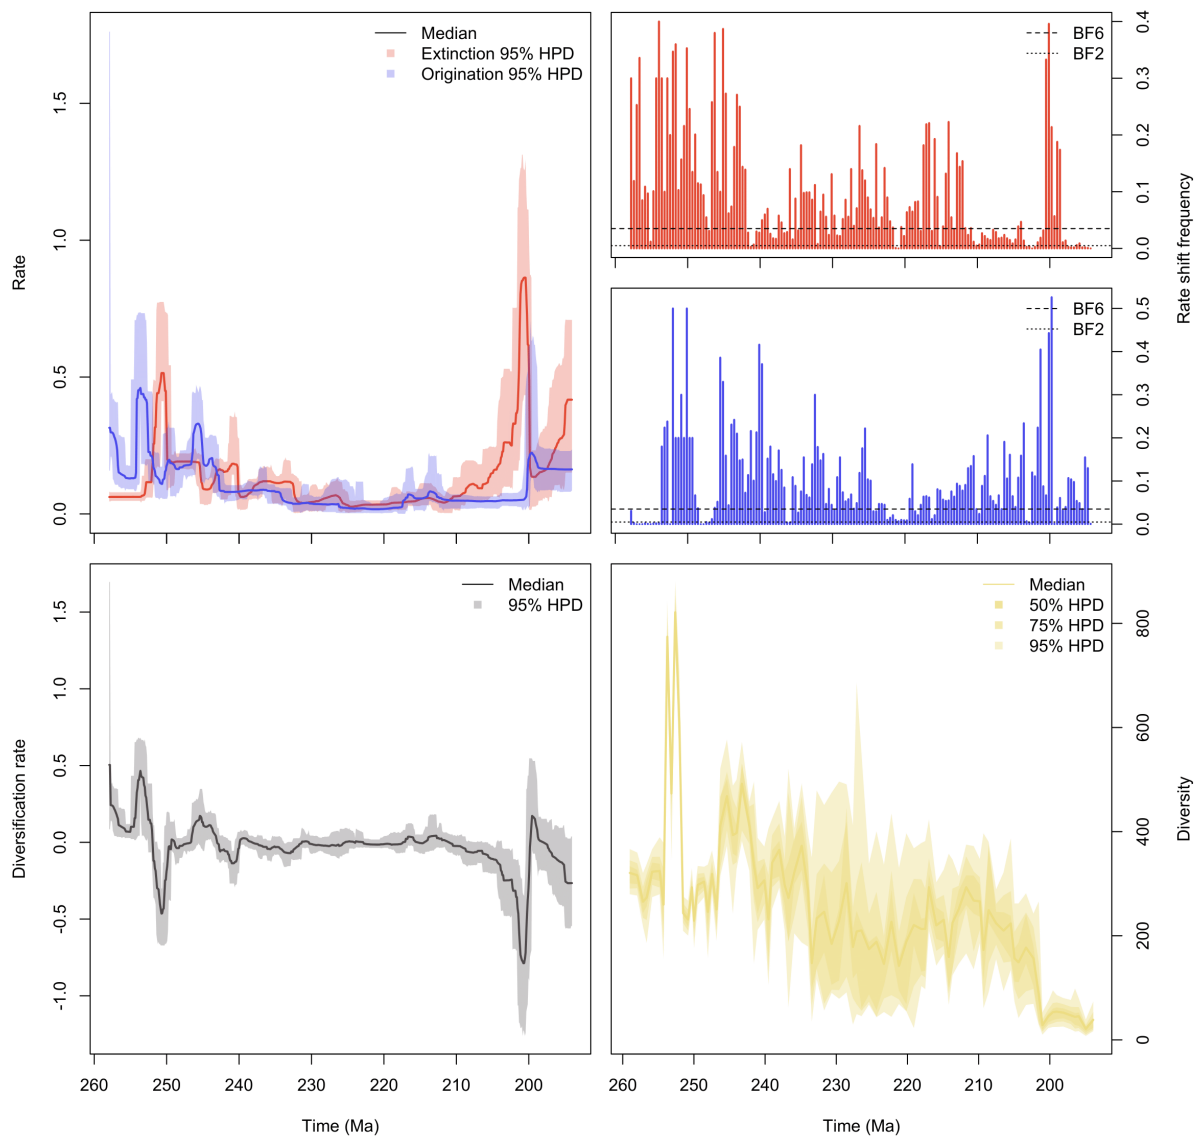 Median
Extinction 95% HPD
Origination 95% HPD
Rate
0.0
0.5
1.0
1.5
BF6
BF2
0.0
0.1
0.2
0.3
0.4
BF6
BF2
0.0
0.1
0.2
0.3
0.4
0.5
Rate shift frequency
Median
95% HPD
Diversification rate
-1.0
-0.5
0.0
0.5
1.0
1.5
260 250 240 230 220 210 200
Time (Ma)
Median
50% HPD
75% HPD
95% HPD
0
200
400
600
800
Diversity
260 250 240 230 220 210 200
Time (Ma)